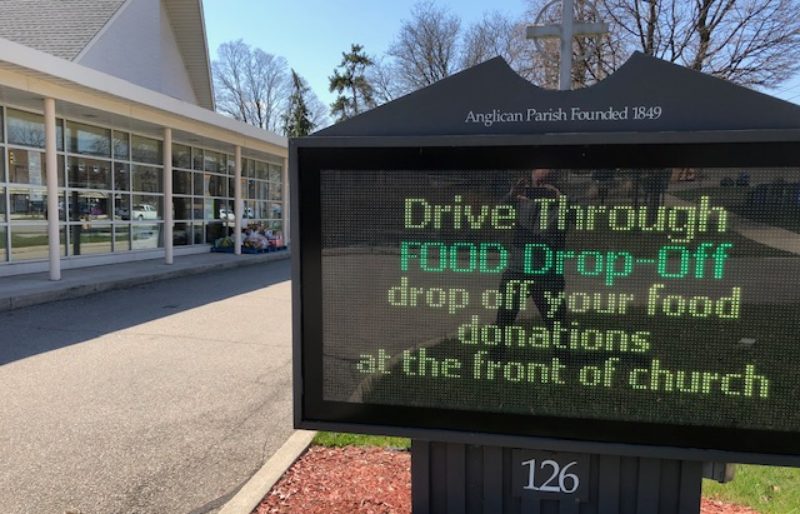 Anglican Parish Founded 1849
Drive Through
FOOD Drop-Off
drop off your food
donations
at the front of church
126